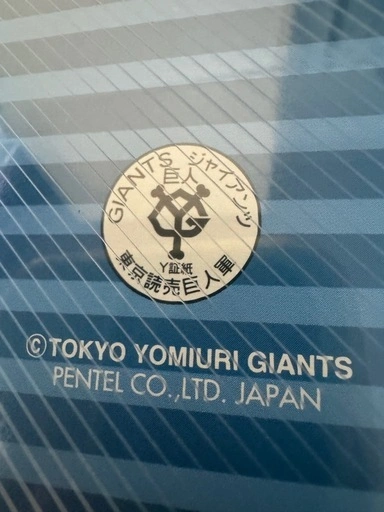 GIANTS ジャイアンツ
巨人
YG
Y証紙
東京読売巨人軍
©TOKYO YOMIURI GIANTS
PENTEL CO.,LTD. JAPAN